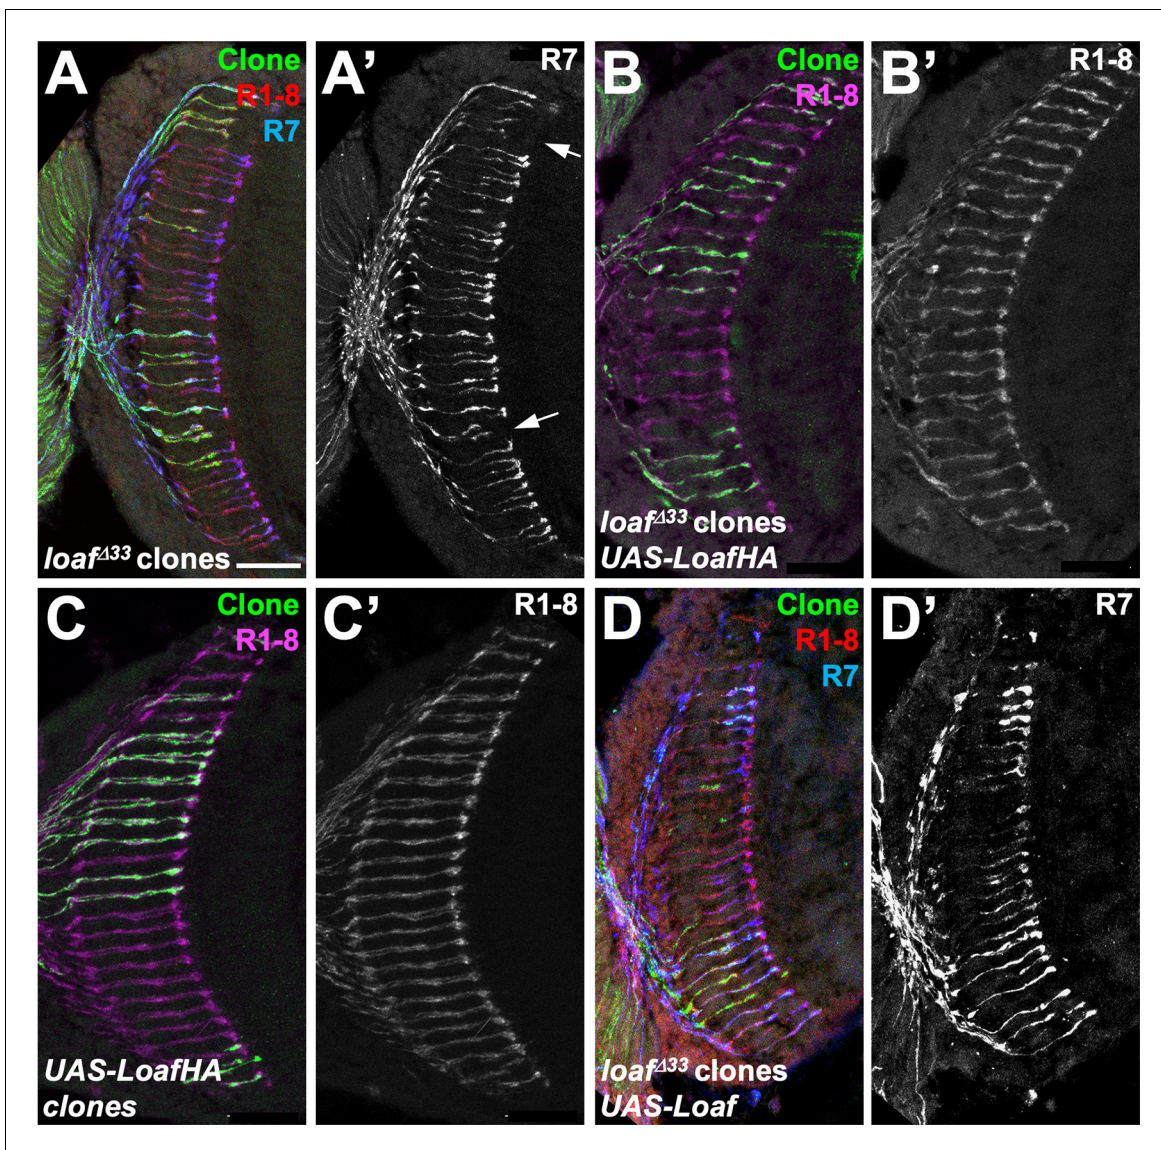 A
Clone
R1-8
R7
loafΔ33 clones
A’
R7
B
Clone
R1-8
loafΔ33 clones
UAS-LoafHA
B’
R1-8
C
Clone
R1-8
UAS-LoafHA
clones
C’
R1-8
D
Clone
R1-8
R7
loafΔ33 clones
UAS-Loaf
D’
R7